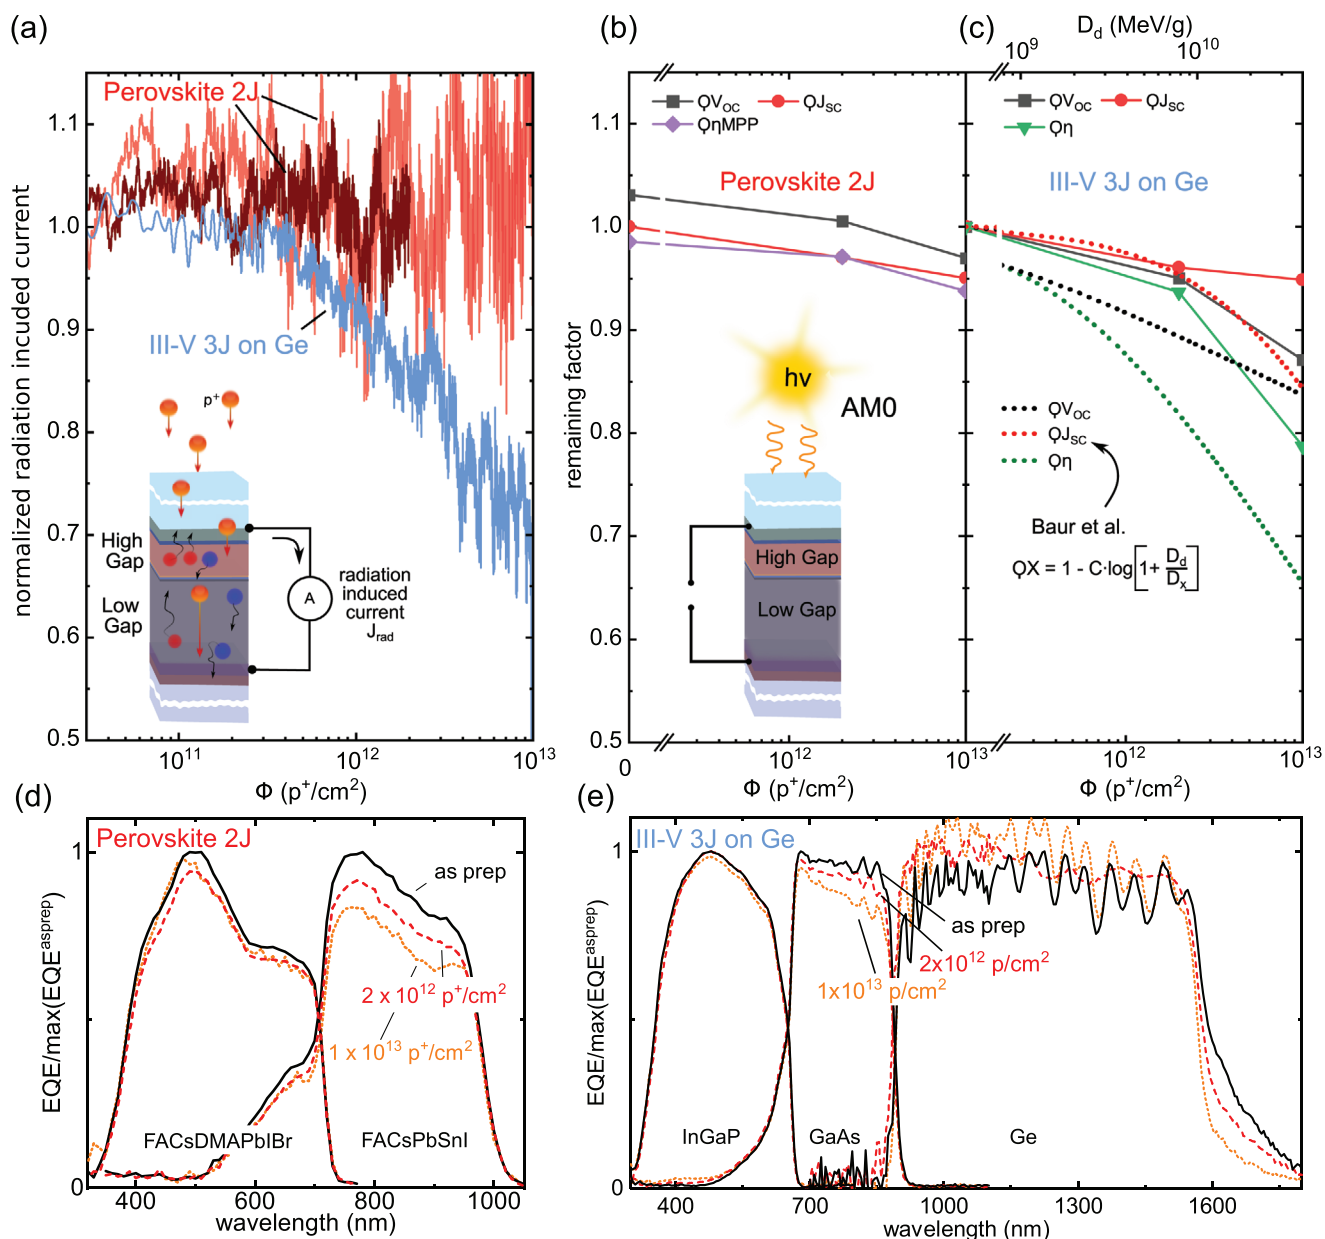 (a)
Perovskite 2J
III-V 3J on Ge
p+
High
Gap
Low
Gap
A
radiation
induced
current
Jrad
normalized radiation incuded current
1.1
1.0
0.9
0.8
0.7
0.6
0.5
10^11
10^12
10^13
Φ (p+/cm²)
(b)
ϘVOC
ϘJSC
ϘηMPP
Perovskite 2J
hν
AM0
High Gap
Low Gap
remaining factor
1.1
1.0
0.9
0.8
0.7
0.6
0.5
0
10^12
10^13
Φ (p+/cm²)
(c)
Dd (MeV/g)
10^9
10^10
ϘVOC
ϘJSC
Ϙη
III-V 3J on Ge
ϘVOC
ϘJSC
Ϙη
Baur et al.
ϘX = 1 - C·log[1+ Dd/Dx]
10^12
10^13
Φ (p+/cm²)
(d)
Perovskite 2J
as prep
2 x 10^12 p+/cm²
1 x 10^13 p+/cm²
FACsDMAPbIBr
FACsPbSnI
EQE/max(EQE^asprep)
1
0
400
600
800
1000
wavelength (nm)
(e)
III-V 3J on Ge
as prep
2x10^12 p/cm²
1x10^13 p/cm²
InGaP
GaAs
Ge
EQE/max(EQE^asprep)
1
0
400
700
1000
1300
1600
wavelength (nm)